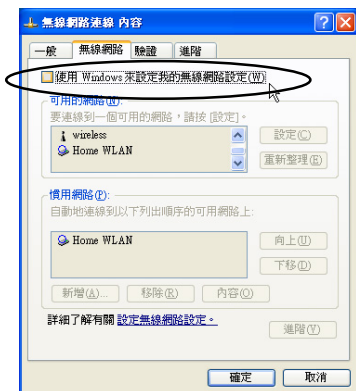 無線網路連線 內容
一般 無線網路 驗證 進階
使用 Windows 來設定我的無線網路設定(W)
可用的網路(N):
要連線到一個可用的網路，請按 [設定]。
wireless 設定(C)
Home WLAN 重新整理(E)
慣用網路(P):
自動地連線到以下列出順序的可用網路上:
Home WLAN 向上(U)
下移(D)
新增(A)... 移除(R) 內容(O)
詳細了解有關 設定無線網路設定。
進階(V)
確定 取消